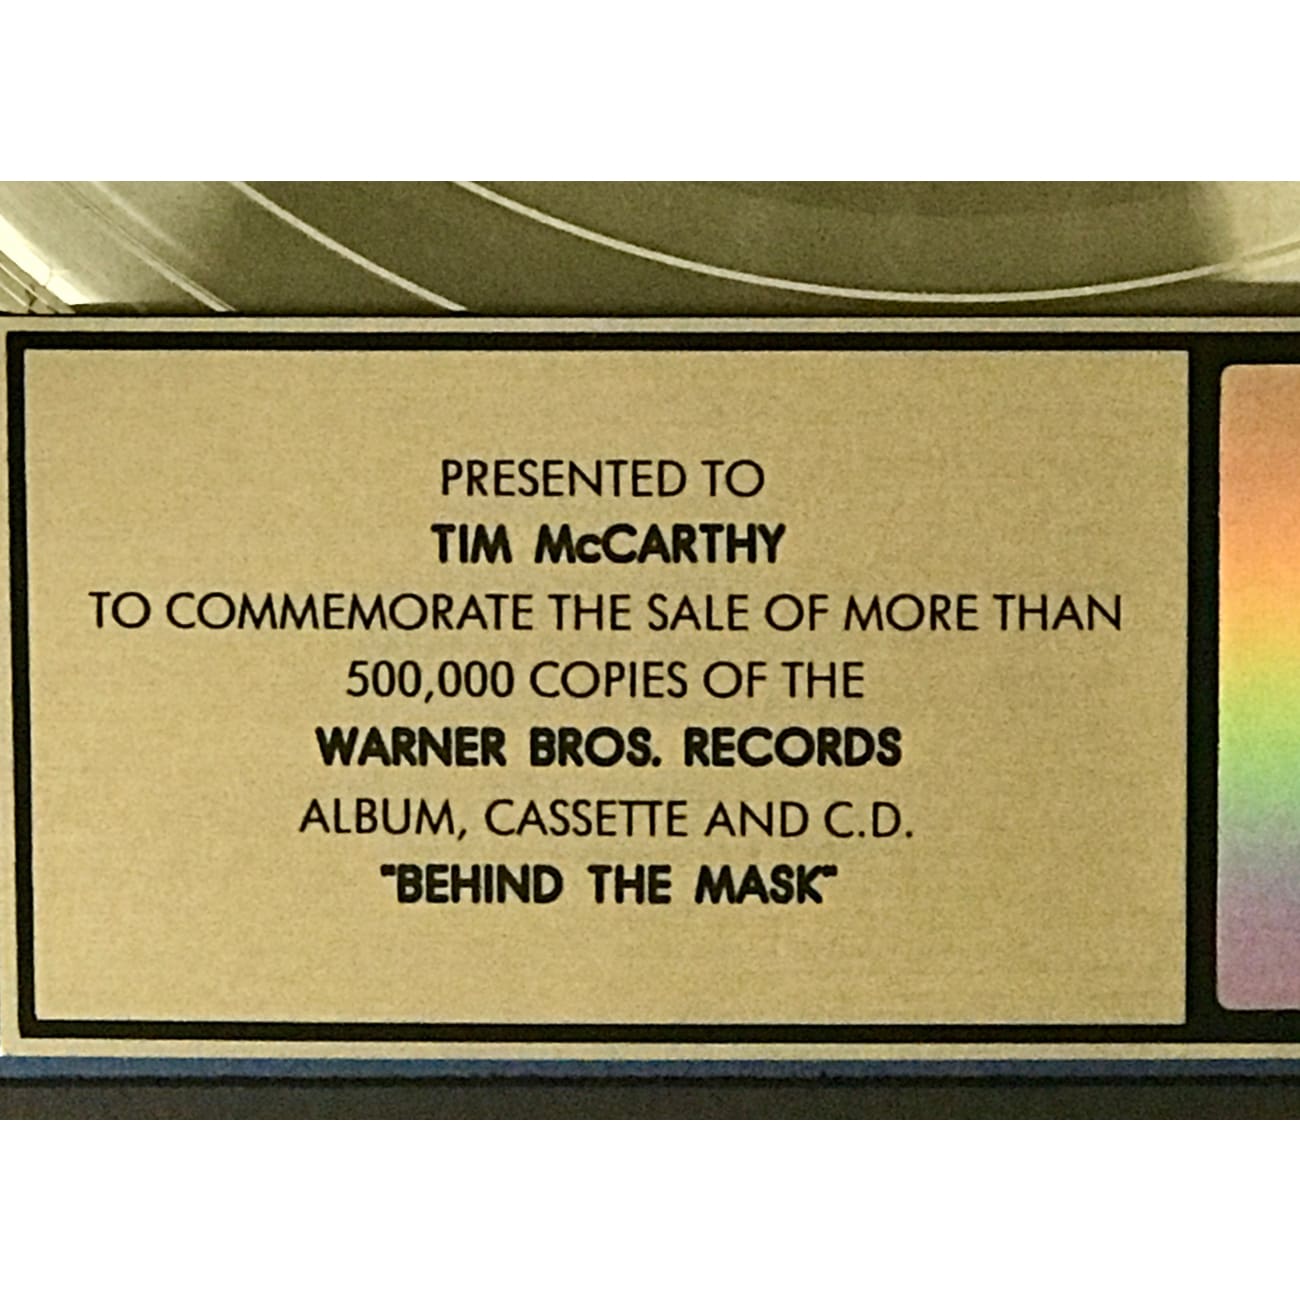 PRESENTED TO
TIM McCARTHY
TO COMMEMORATE THE SALE OF MORE THAN
500,000 COPIES OF THE
WARNER BROS. RECORDS
ALBUM, CASSETTE AND C.D.
"BEHIND THE MASK"